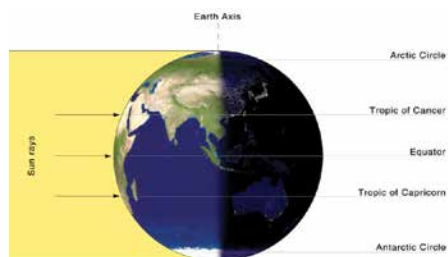 Earth Axis
Arctic Circle
Tropic of Cancer
Sun rays
Equator
Tropic of Capricorn
Antarctic Circle